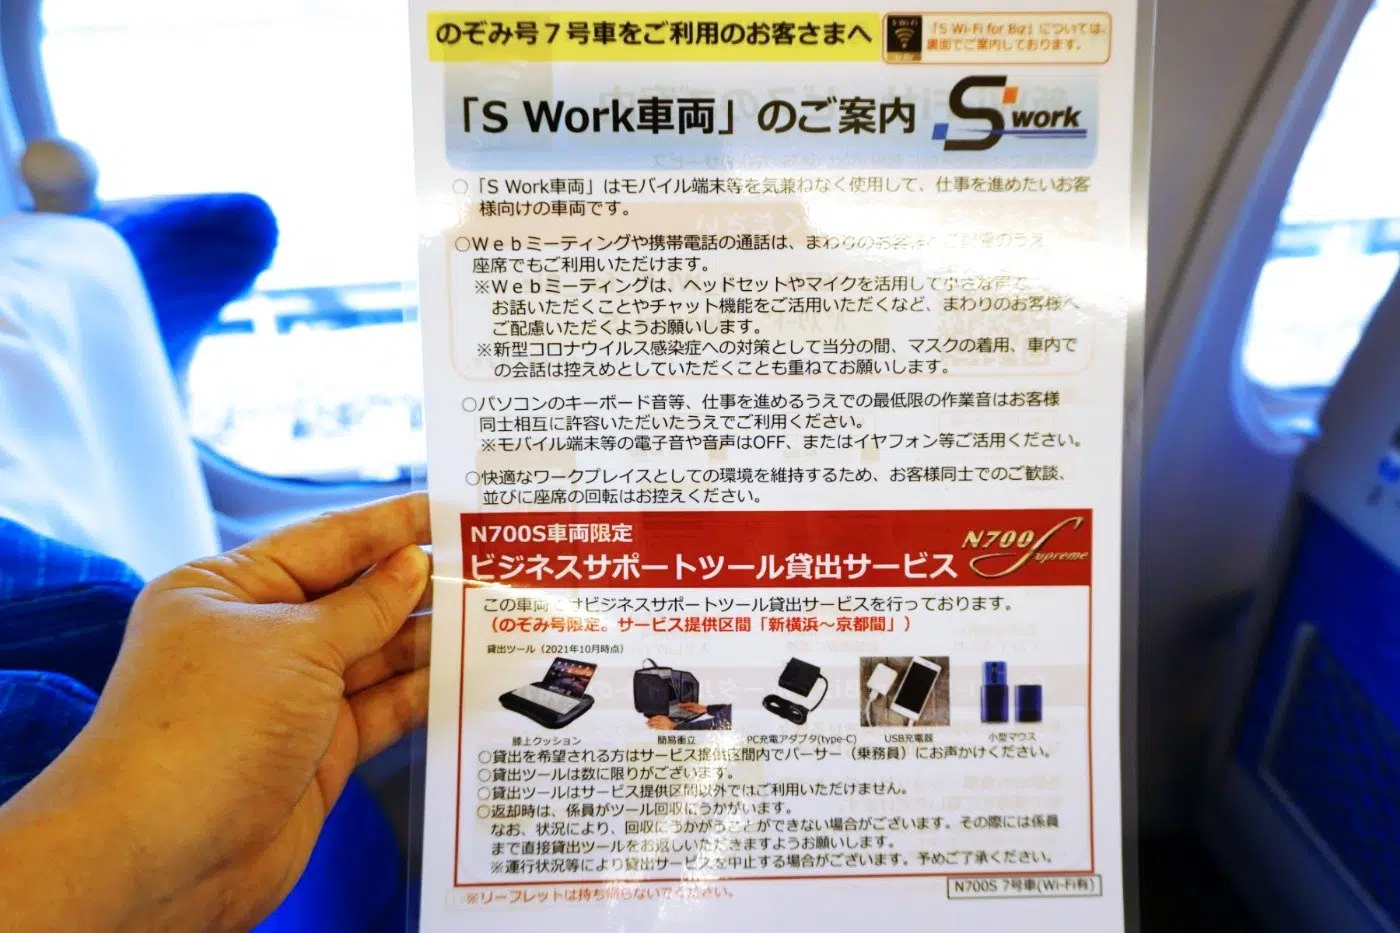 のぞみ号７号車をご利用のお客さまへ
「S Wi-Fi for Biz」については、
裏面でご案内しております。
「S Work車両」のご案内
S work
○「S Work車両」はモバイル端末等を気兼ねなく使用して、仕事を進めたいお客
様向けの車両です。
○Ｗｅｂミーティングや携帯電話の通話は、まわりのお客様にご配慮のうえ
座席でもご利用いただけます。
※Ｗｅｂミーティングは、ヘッドセットやマイクを活用して小さな声で
お話いただくことやチャット機能をご活用いただくなど、まわりのお客様へ
ご配慮いただくようお願いします。
※新型コロナウイルス感染症への対策として当分の間、マスクの着用、車内で
の会話は控えめとしていただくことも重ねてお願いします。
○パソコンのキーボード音等、仕事を進めるうえでの最低限の作業音はお客様
同士相互に許容いただいたうえでご利用ください。
※モバイル端末等の電子音や音声はOFF、またはイヤフォン等ご活用ください。
○快適なワークプレイスとしての環境を維持するため、お客様同士でのご歓談、
並びに座席の回転はお控えください。
N700S車両限定
ビジネスサポートツール貸出サービス
N700Supreme
この車両ではビジネスサポートツール貸出サービスを行っております。
（のぞみ号限定。サービス提供区間「新横浜～京都間」）
貸出ツール（2021年10月時点）
膝上クッション
簡易衝立
PC充電アダプタ(type-C)
USB充電器
小型マウス
○貸出を希望される方はサービス提供区間内でパーサー（乗務員）にお声かけください。
○貸出ツールは数に限りがございます。
○貸出ツールはサービス提供区間以外ではご利用いただけません。
○返却時は、係員がツール回収にうかがいます。
なお、状況により、回収にうかがうことができない場合がございます。その際には係員
まで直接貸出ツールをお返しいただきますようお願いします。
※運行状況等により貸出サービスを中止する場合がございます。予めご了承ください。
※リーフレットは持ち帰らないでください。
N700S 7号車(Wi-Fi有)